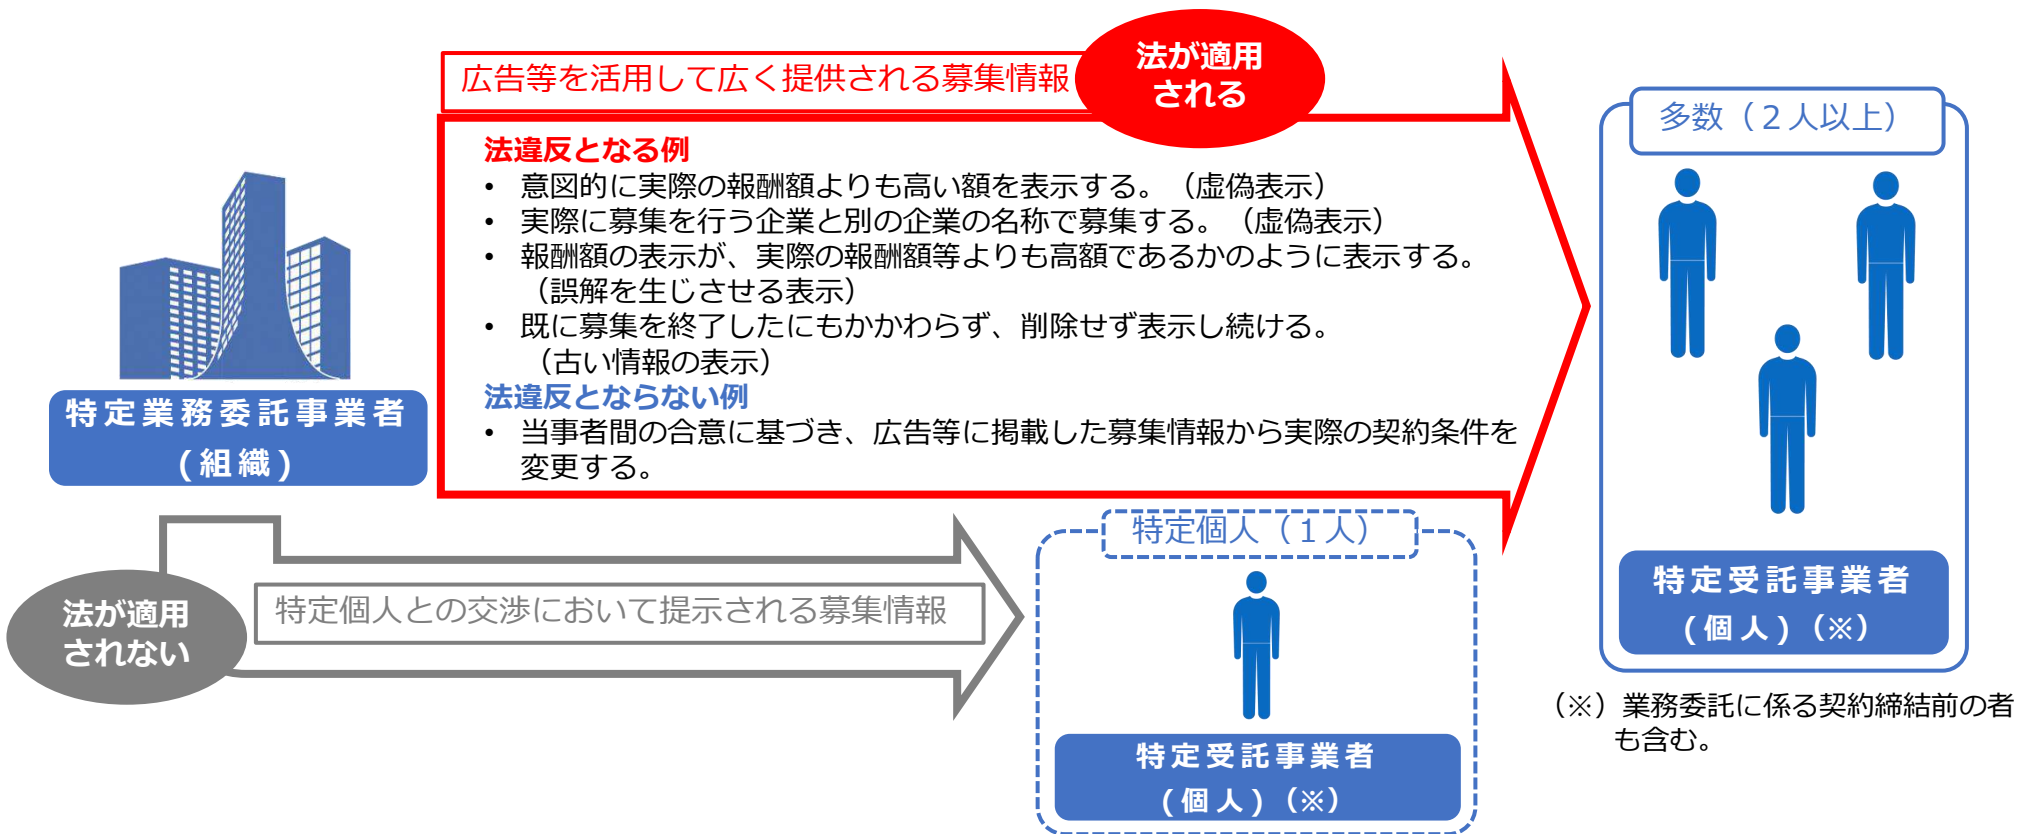 広告等を活用して広く提供される募集情報
法が適用
される
法違反となる例
• 意図的に実際の報酬額よりも高い額を表示する。（虚偽表示）
• 実際に募集を行う企業と別の企業の名称で募集する。（虚偽表示）
• 報酬額の表示が、実際の報酬額等よりも高額であるかのように表示する。
（誤解を生じさせる表示）
• 既に募集を終了したにもかかわらず、削除せず表示し続ける。
（古い情報の表示）
法違反とならない例
• 当事者間の合意に基づき、広告等に掲載した募集情報から実際の契約条件を
変更する。
特定業務委託事業者
(組織)
多数（２人以上）
特定受託事業者
(個人)（※）
（※）業務委託に係る契約締結前の者
も含む。
法が適用
されない
特定個人との交渉において提示される募集情報
特定個人（１人）
特定受託事業者
(個人)（※）